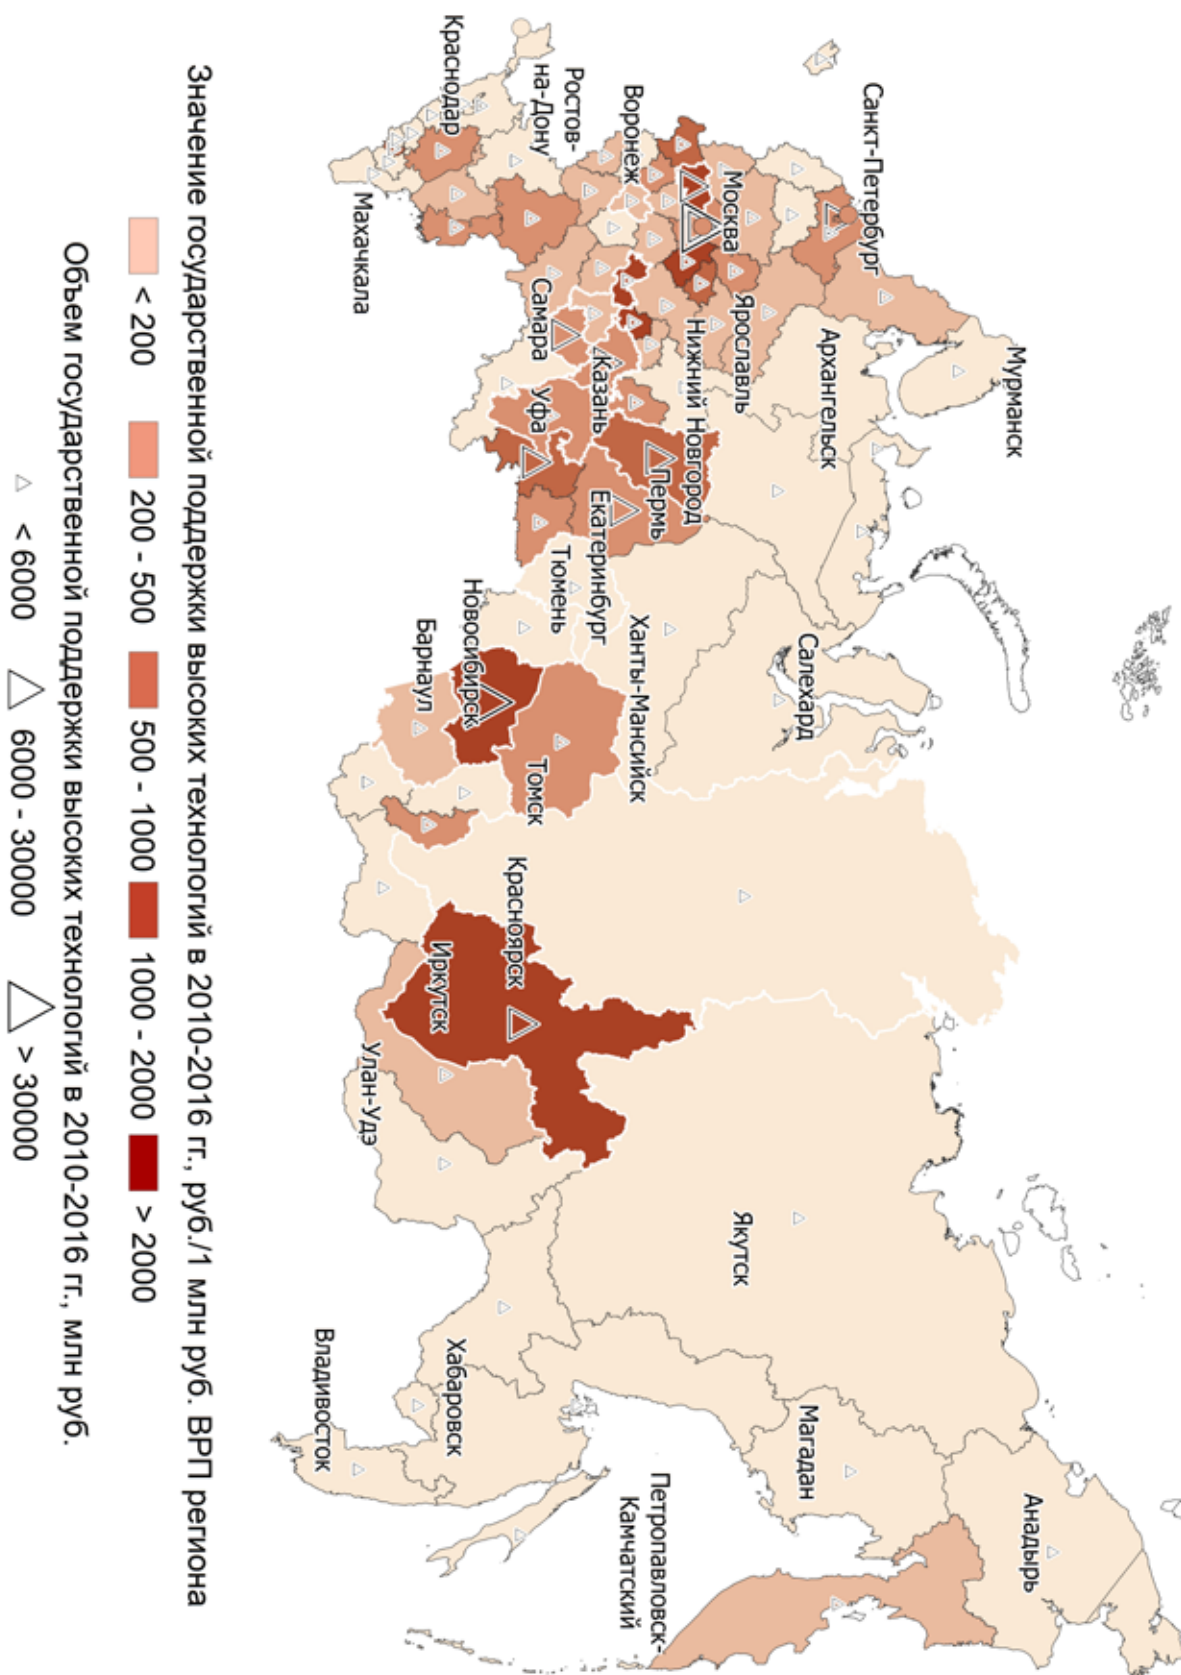 Мурманск
Санкт-Петербург
Архангельск
Салехард
Анадырь
Магадан
Якутск
Ярославль
Москва
Нижний Новгород
Пермь
Ханты-Мансийск
Петропавловск-
Камчатский
Воронеж
Ростов-
на-Дону
Казань
Екатеринбург
Тюмень
Томск
Красноярск
Самара
Уфа
Новосибирск
Барнаул
Иркутск
Хабаровск
Краснодар
Махачкала
Улан-Удэ
Владивосток
Значение государственной поддержки высоких технологий в 2010-2016 гг., руб./1 млн руб. ВРП региона
< 200 200 - 500 500 - 1000 1000 - 2000 > 2000
Объем государственной поддержки высоких технологий в 2010-2016 гг., млн руб.
< 6000 6000 - 30000 > 30000